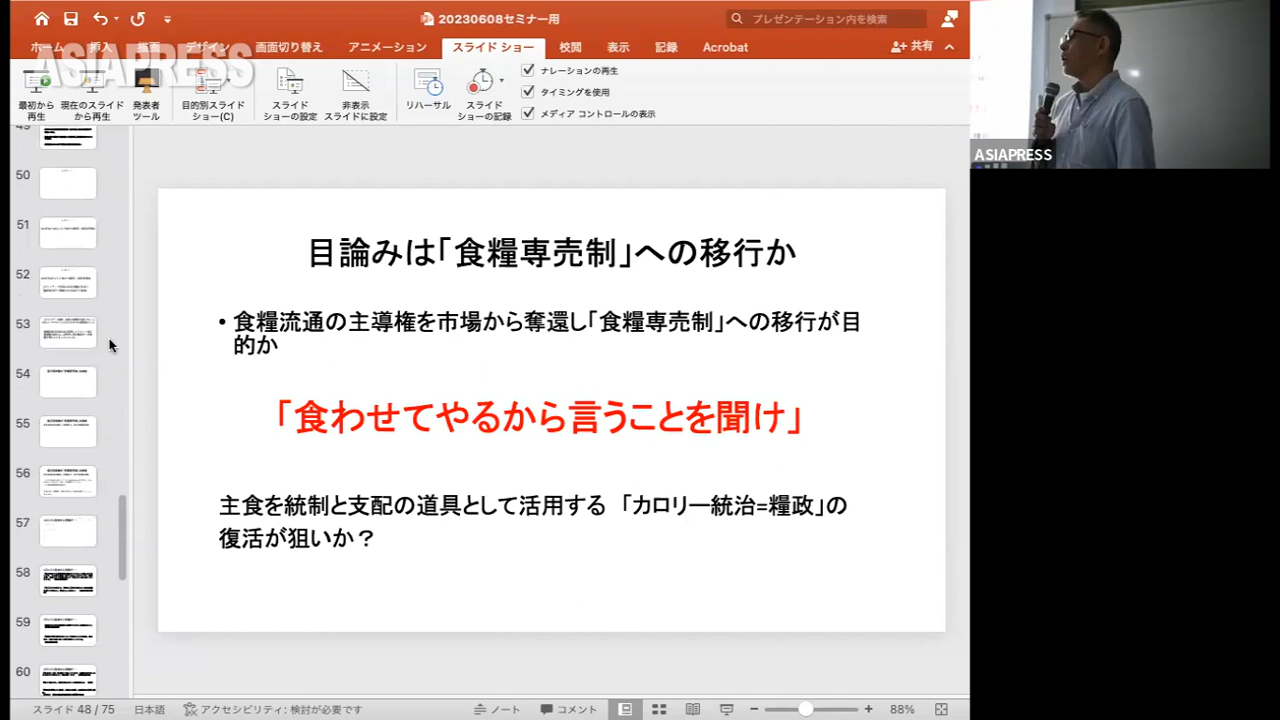 20230608セミナー用
プレゼンテーション内を検索
ホーム 挿入 描画 デザイン 画面切り替え アニメーション スライド ショー 校閲 表示 記録 Acrobat 共有
ASIAPRESS
最初から
再生
現在のスライド
から再生
発表者
ツール
目的別スライド
ショー(C)
スライド
ショーの設定
非表示
スライドに設定
リハーサル
スライド
ショーの記録
ナレーションの再生
タイミングを使用
メディア コントロールの表示
ASIAPRESS
49
50
51
52
53
54
55
56
57
58
59
60
目論みは「食糧専売制」への移行か
• 食糧流通の主導権を市場から奪還し「食糧専売制」への移行が目
的か
「食わせてやるから言うことを聞け」
主食を統制と支配の道具として活用する 「カロリー統治=糧政」の
復活が狙いか？
スライド 48 / 75 日本語 アクセシビリティ: 検討が必要です ノート コメント 88%